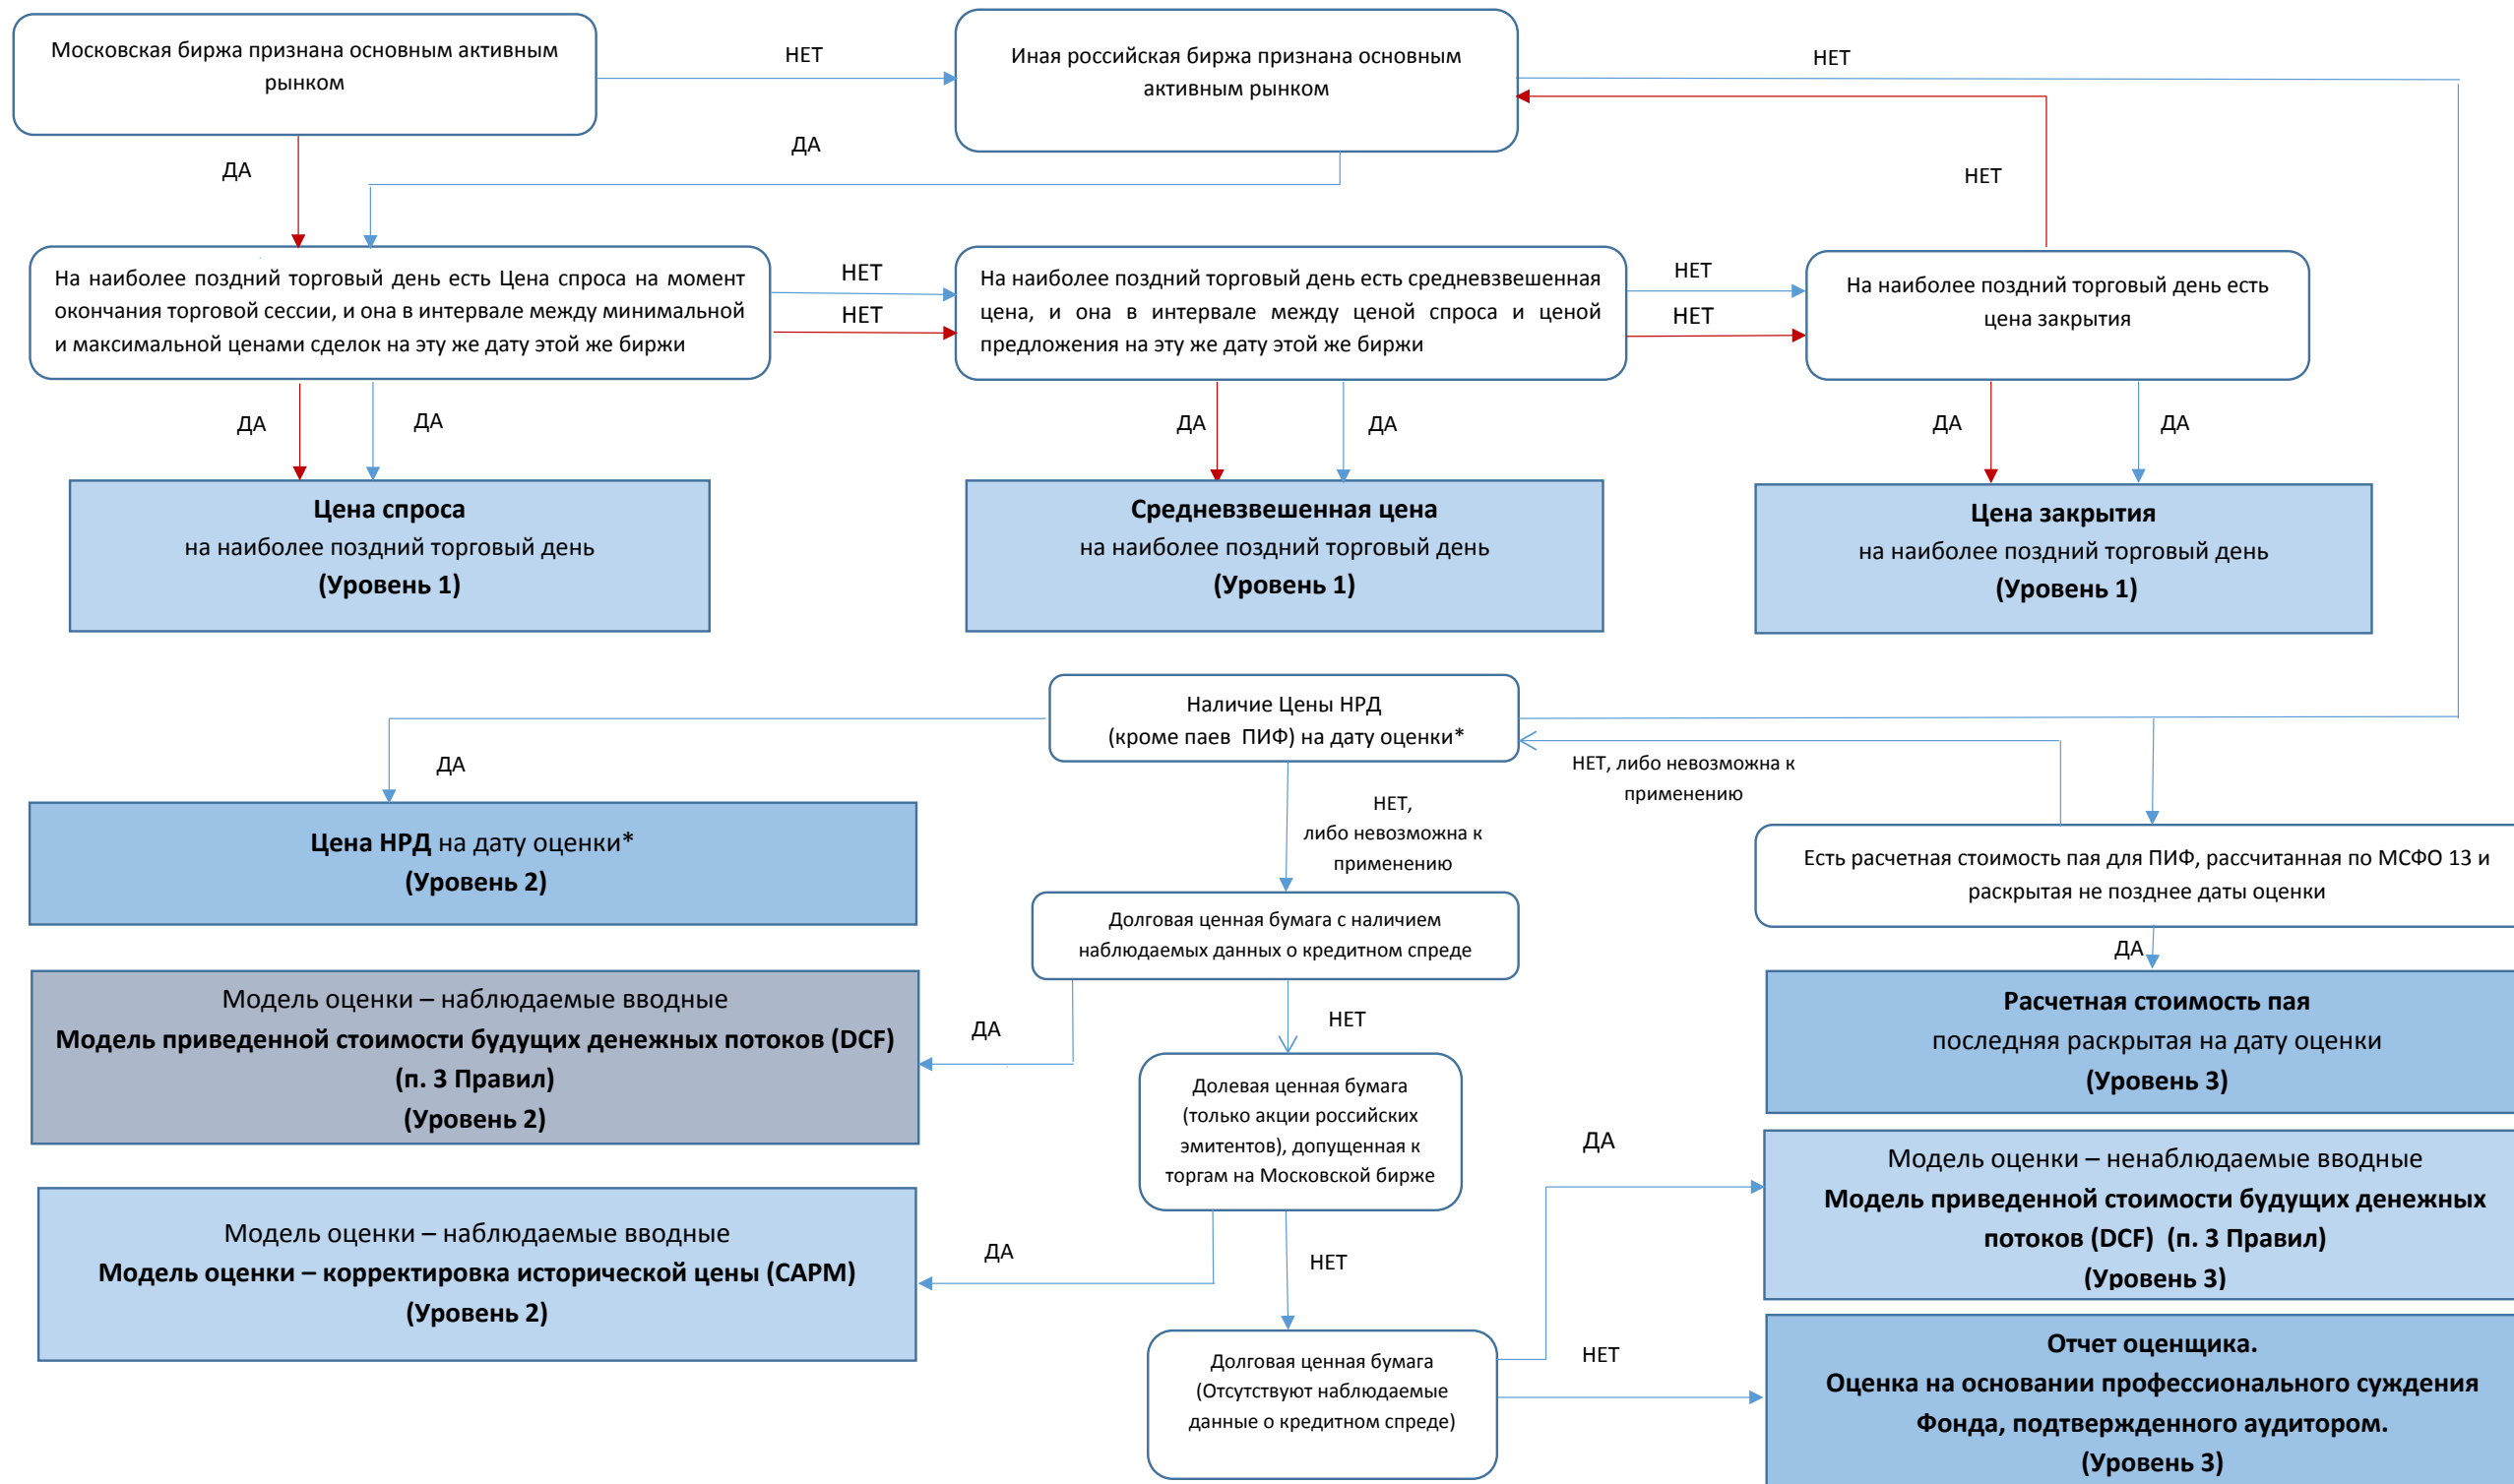 Московская биржа признана основным активным
рынком
НЕТ
Иная российская биржа признана основным
активным рынком
НЕТ
ДА
ДА
НЕТ
На наиболее поздний торговый день есть Цена спроса на момент
окончания торговой сессии, и она в интервале между минимальной
и максимальной ценами сделок на эту же дату этой же биржи
НЕТ
НЕТ
На наиболее поздний торговый день есть средневзвешенная
цена, и она в интервале между ценой спроса и ценой
предложения на эту же дату этой же биржи
НЕТ
НЕТ
На наиболее поздний торговый день есть
цена закрытия
ДА
ДА
ДА
ДА
ДА
ДА
Цена спроса
на наиболее поздний торговый день
(Уровень 1)
Средневзвешенная цена
на наиболее поздний торговый день
(Уровень 1)
Цена закрытия
на наиболее поздний торговый день
(Уровень 1)
Наличие Цены НРД
(кроме паев ПИФ) на дату оценки*
ДА
НЕТ,
либо невозможна к
применению
НЕТ, либо невозможна к
применению
Цена НРД на дату оценки*
(Уровень 2)
Есть расчетная стоимость пая для ПИФ, рассчитанная по МСФО 13 и
раскрытая не позднее даты оценки
Долговая ценная бумага с наличием
наблюдаемых данных о кредитном спреде
ДА
Модель оценки – наблюдаемые вводные
Модель приведенной стоимости будущих денежных потоков (DCF)
(п. 3 Правил)
(Уровень 2)
ДА
НЕТ
Расчетная стоимость пая
последняя раскрытая на дату оценки
(Уровень 3)
Долевая ценная бумага
(только акции российских
эмитентов), допущенная к
торгам на Московской бирже
ДА
Модель оценки – ненаблюдаемые вводные
Модель приведенной стоимости будущих денежных
потоков (DCF) (п. 3 Правил)
(Уровень 3)
Модель оценки – наблюдаемые вводные
Модель оценки – корректировка исторической цены (CAPM)
(Уровень 2)
ДА
НЕТ
Долговая ценная бумага
(Отсутствуют наблюдаемые
данные о кредитном спреде)
НЕТ
Отчет оценщика.
Оценка на основании профессионального суждения
Фонда, подтвержденного аудитором.
(Уровень 3)